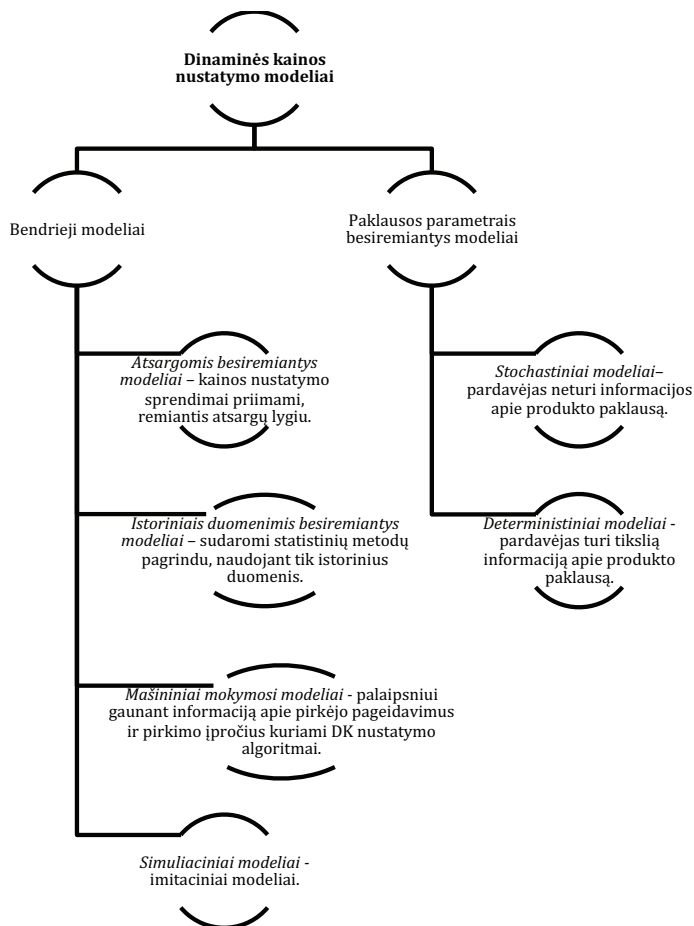 Dinaminės kainos
nustatymo modeliai
Bendrieji modeliai
Paklausos parametrais
besiremiantys modeliai
Atsargomis besiremiantys
modeliai – kainos nustatymo
sprendimai priimami,
remiantis atsargų lygiu.
Istoriniais duomenimis besiremiantys
modeliai – sudaromi statistinių metodų
pagrindu, naudojant tik istorinius
duomenis.
Mašininiai mokymosi modeliai - palaipsniui
gaunant informaciją apie pirkėjo pageidavimus
ir pirkimo įpročius kuriami DK nustatymo
algoritmai.
Simuliaciniai modeliai -
imitaciniai modeliai.
Stochastiniai modeliai–
pardavėjas neturi informacijos
apie produkto paklausą.
Deterministiniai modeliai -
pardavėjas turi tikslią
informaciją apie produkto
paklausą.